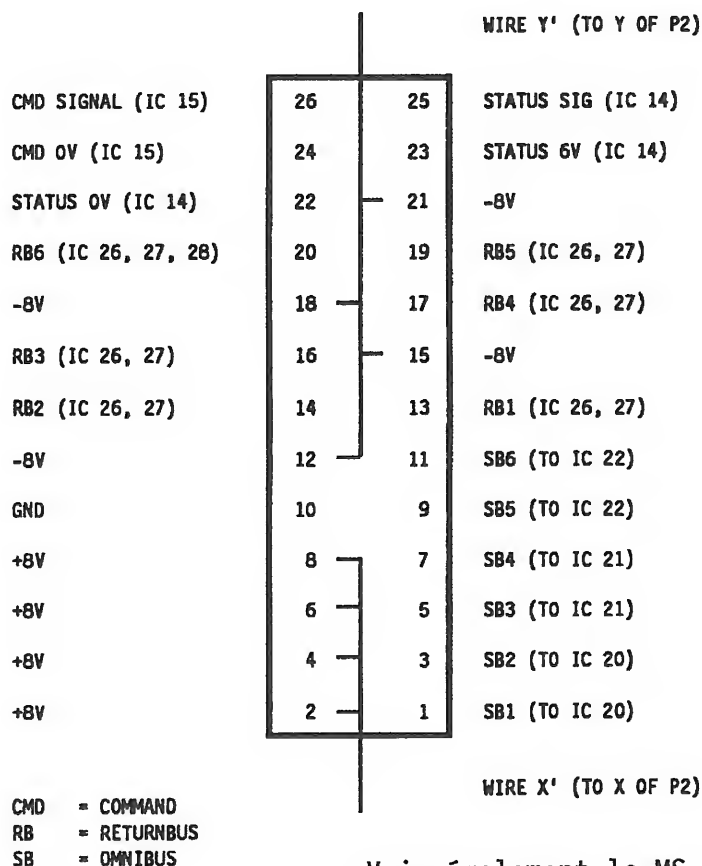 WIRE Y' (TO Y OF P2)
CMD SIGNAL (IC 15) 26 25 STATUS SIG (IC 14)
CMD OV (IC 15) 24 23 STATUS 6V (IC 14)
STATUS OV (IC 14) 22 21 -8V
RB6 (IC 26, 27, 28) 20 19 RB5 (IC 26, 27)
-8V 18 17 RB4 (IC 26, 27)
RB3 (IC 26, 27) 16 15 -8V
RB2 (IC 26, 27) 14 13 RB1 (IC 26, 27)
-8V 12 11 SB6 (TO IC 22)
GND 10 9 SB5 (TO IC 22)
+8V 8 7 SB4 (TO IC 21)
+8V 6 5 SB3 (TO IC 21)
+8V 4 3 SB2 (TO IC 20)
+8V 2 1 SB1 (TO IC 20)
WIRE X' (TO X OF P2)
CMD = COMMAND
RB = RETURNBUS
SB = OMNIBUS